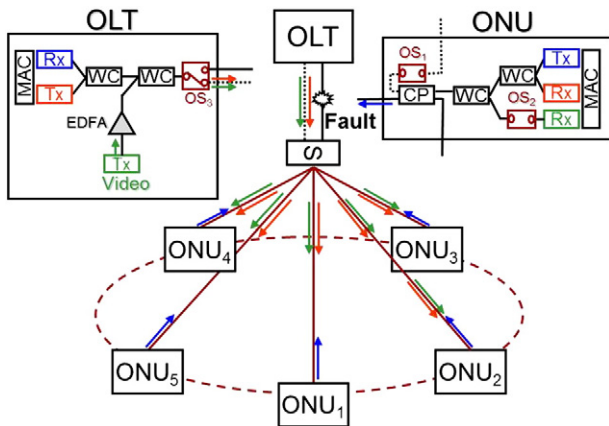 OLT
MAC
Rx
Tx
WC
WC
OS3
EDFA
Tx
Video
OLT
Fault
S
ONU
OS1
CP
WC
WC
OS2
Tx
Rx
Rx
MAC
ONU4
ONU3
ONU5
ONU2
ONU1